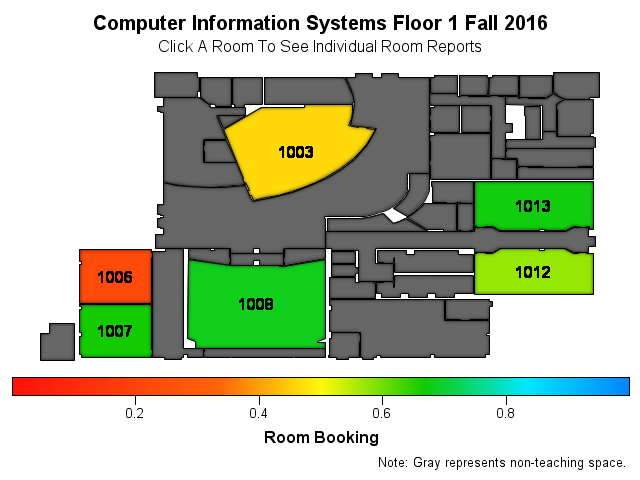 Computer Information Systems Floor 1 Fall 2016
Click A Room To See Individual Room Reports
1003
1013
1012
1006
1008
1007
0.2 0.4 0.6 0.8
Room Booking
Note: Gray represents non-teaching space.